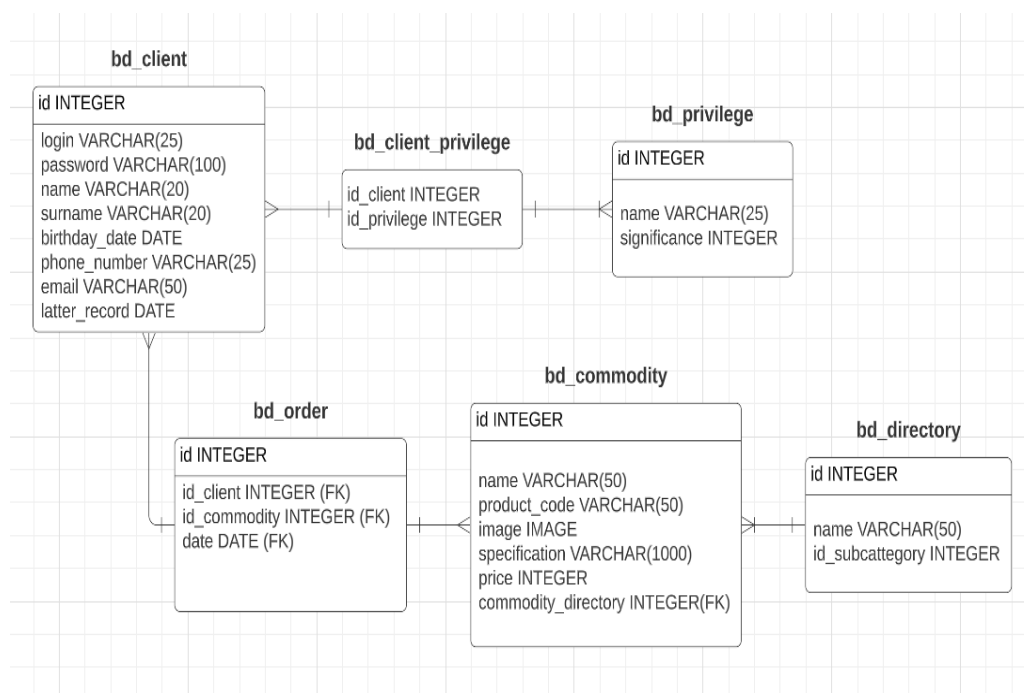 bd_client
id INTEGER
login VARCHAR(25)
password VARCHAR(100)
name VARCHAR(20)
surname VARCHAR(20)
birthday_date DATE
phone_number VARCHAR(25)
email VARCHAR(50)
latter_record DATE
bd_client_privilege
id_client INTEGER
id_privilege INTEGER
bd_privilege
id INTEGER
name VARCHAR(25)
significance INTEGER
bd_order
id INTEGER
id_client INTEGER (FK)
id_commodity INTEGER (FK)
date DATE (FK)
bd_commodity
id INTEGER
name VARCHAR(50)
product_code VARCHAR(50)
image IMAGE
specification VARCHAR(1000)
price INTEGER
commodity_directory INTEGER(FK)
bd_directory
id INTEGER
name VARCHAR(50)
id_subcattegory INTEGER